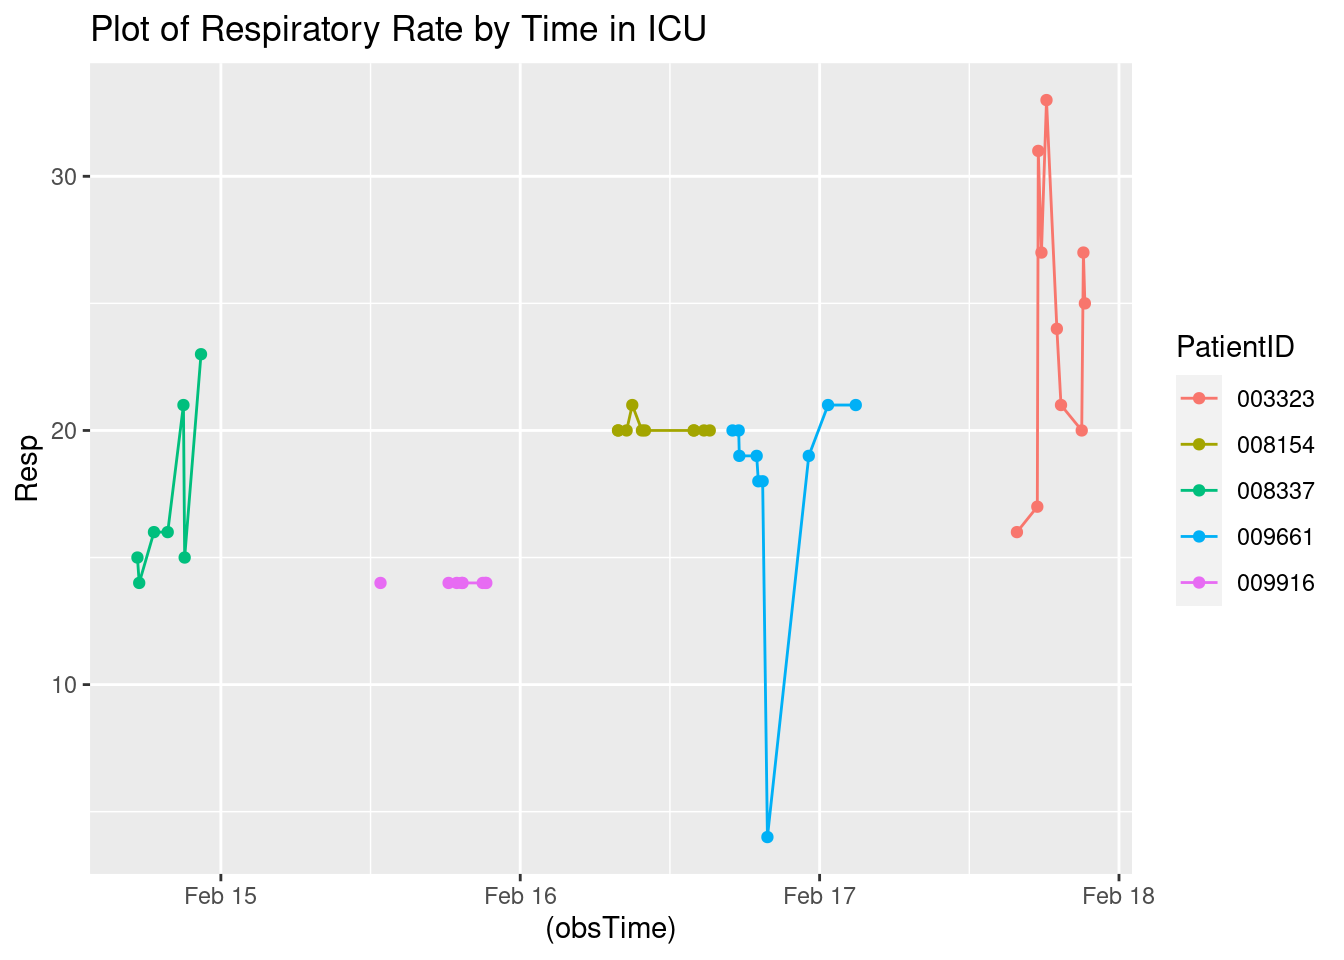 Plot of Respiratory Rate by Time in ICU
Resp
30
20
10
Feb 15
Feb 16
Feb 17
Feb 18
(obsTime)
PatientID
003323
008154
008337
009661
009916